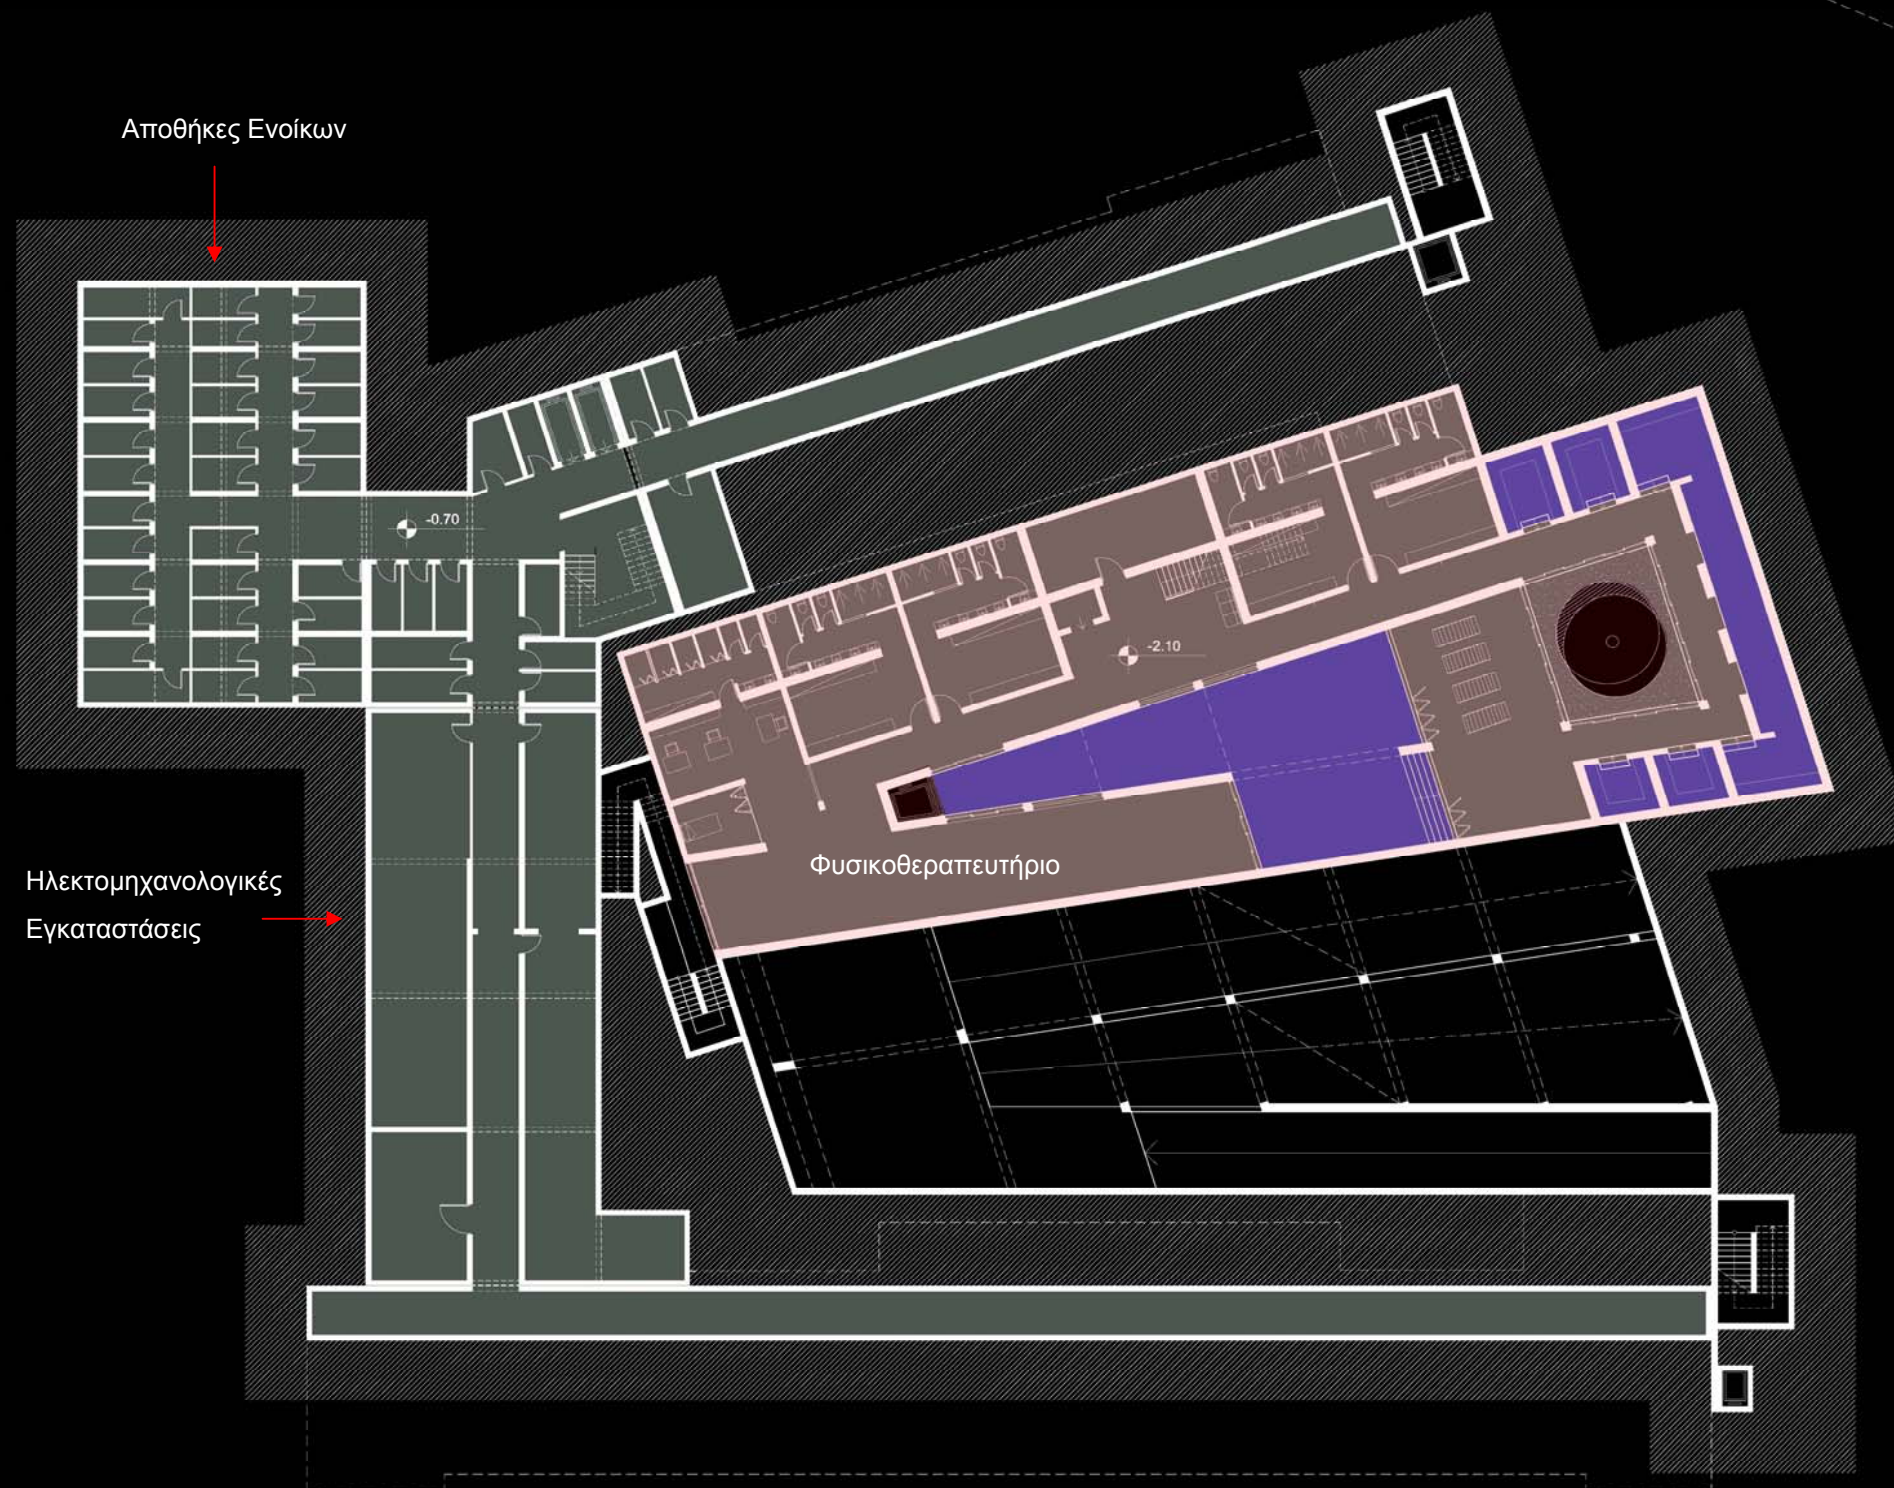 Αποθήκες Ενοίκων
-0.70
-2.10
Φυσικοθεραπευτήριο
Ηλεκτομηχανολογικές
Εγκαταστάσεις